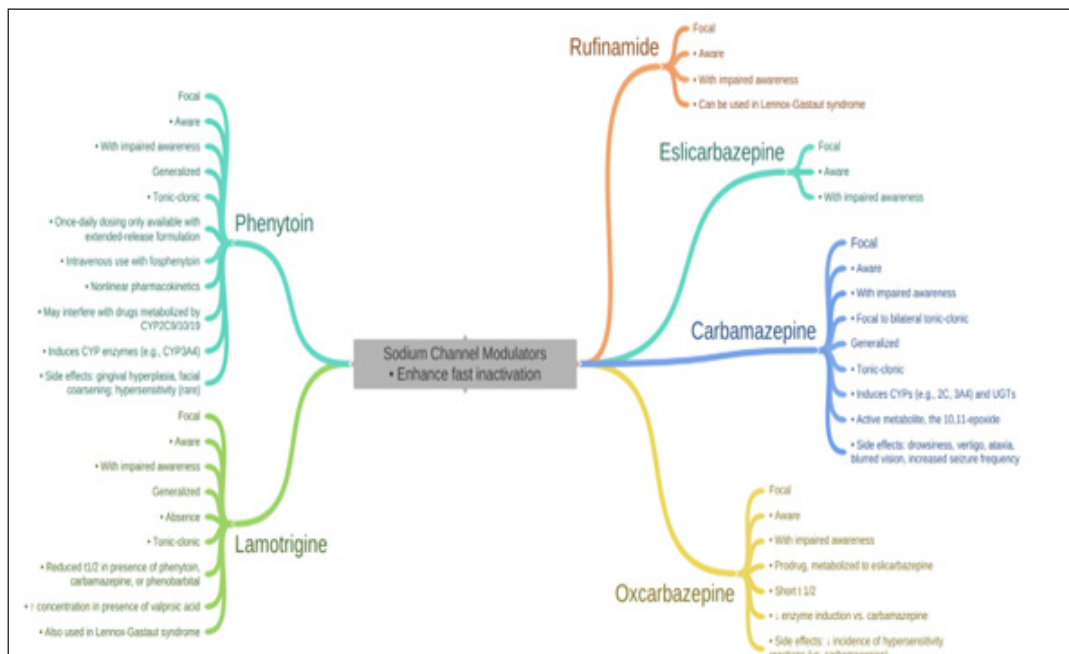 Sodium Channel Modulators
• Enhance fast inactivation
Phenytoin
Focal
• Aware
• With impaired awareness
Generalized
• Tonic-clonic
• Once-daily dosing only available with
extended-release formulation
• Intravenous use with fosphenytoin
• Nonlinear pharmacokinetics
• May interfere with drugs metabolized by
CYP2C9/10/19
• Induces CYP enzymes (e.g., CYP3A4)
• Side effects: gingival hyperplasia, facial
coarsening; hypersensitivity (rare)
Lamotrigine
Focal
• Aware
• With impaired awareness
Generalized
• Absence
• Tonic-clonic
• Reduced t1/2 in presence of phenytoin,
carbamazepine, or phenobarbital
• ↑ concentration in presence of valproic acid
• Also used in Lennox-Gastaut syndrome
Rufinamide
Focal
• Aware
• With impaired awareness
• Can be used in Lennox-Gastaut syndrome
Eslicarbazepine
Focal
• Aware
• With impaired awareness
Carbamazepine
Focal
• Aware
• With impaired awareness
• Focal to bilateral tonic-clonic
Generalized
• Tonic-clonic
• Induces CYPs (e.g., 2C, 3A4) and UGTs
• Active metabolite, the 10,11-epoxide
• Side effects: drowsiness, vertigo, ataxia,
blurred vision, increased seizure frequency
Oxcarbazepine
Focal
• Aware
• With impaired awareness
• Prodrug, metabolized to eslicarbazepine
• Short t 1/2
• ↓ enzyme induction vs. carbamazepine
• Side effects: ↓ incidence of hypersensitivity